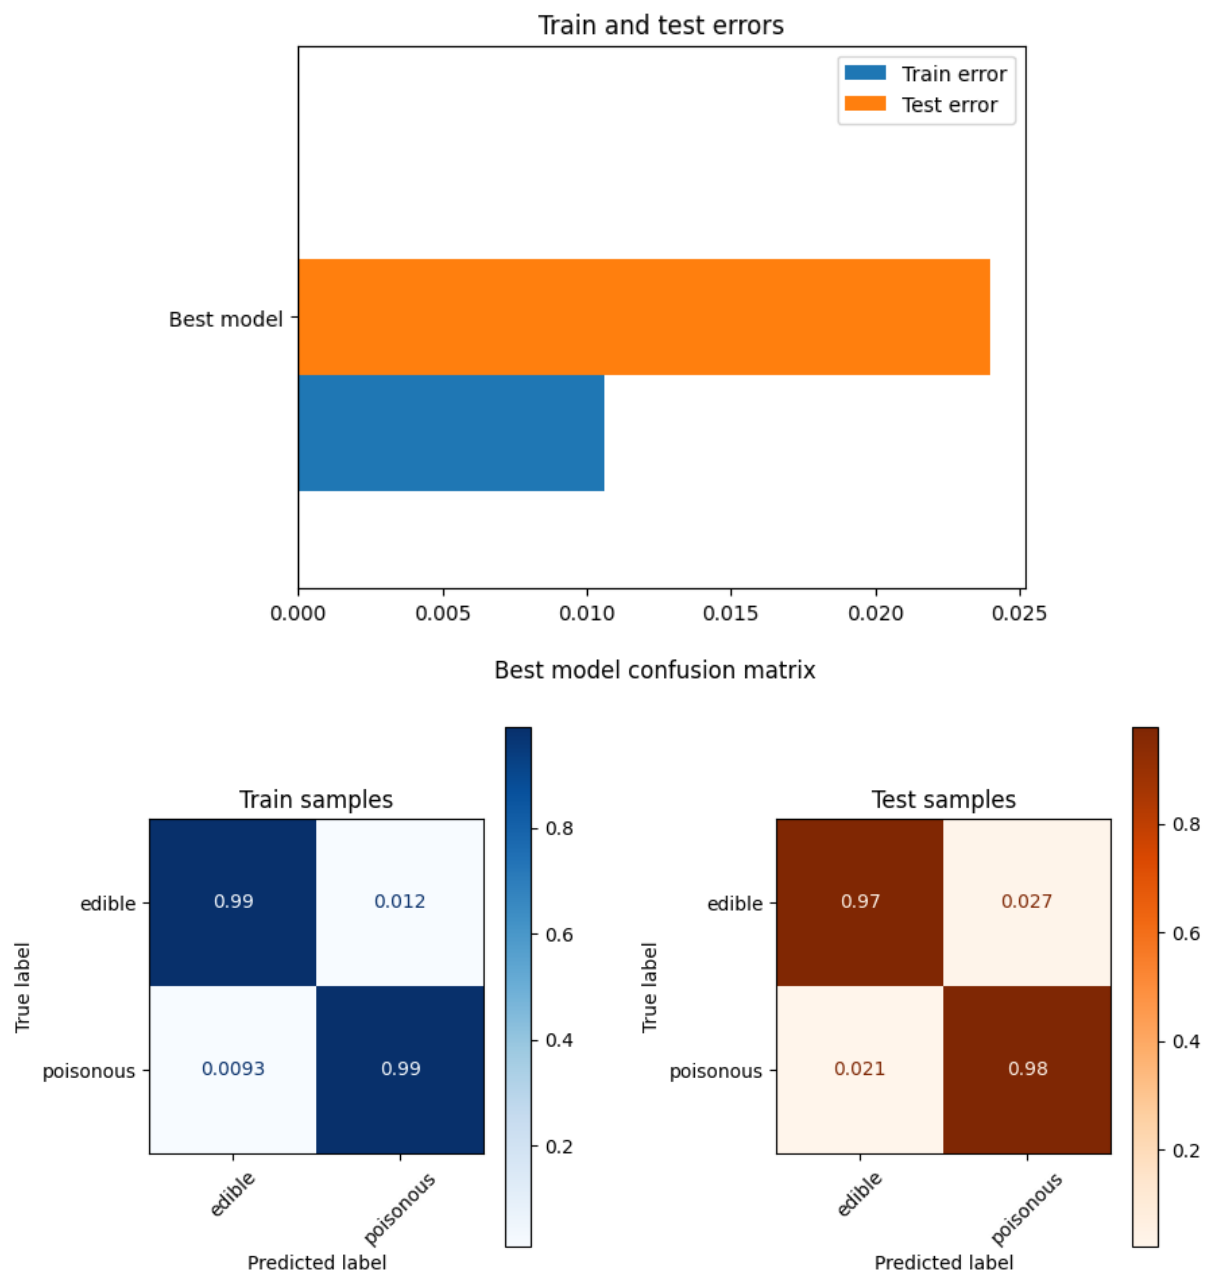 Train and test errors
Train error
Test error
Best model
0.000 0.005 0.010 0.015 0.020 0.025
Best model confusion matrix
Train samples
True label
edible
poisonous
0.99 0.012
0.0093 0.99
edible poisonous
Predicted label
0.8
0.6
0.4
0.2
Test samples
True label
edible
poisonous
0.97 0.027
0.021 0.98
edible poisonous
Predicted label
0.8
0.6
0.4
0.2